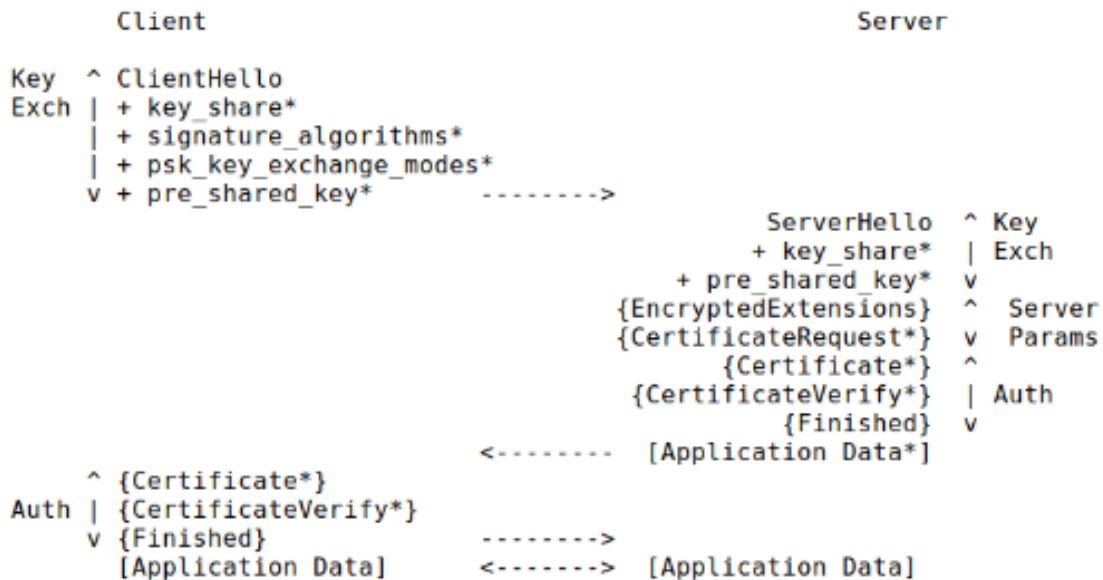 Client                                           Server

Key  ^ ClientHello
Exch | + key_share*
     | + signature_algorithms*
     | + psk_key_exchange_modes*
     v + pre_shared_key*       -------->
                                                  ServerHello  ^ Key
                                                 + key_share*  | Exch
                                            + pre_shared_key*  v
                                        {EncryptedExtensions}  ^  Server
                                        {CertificateRequest*}  v  Params
                                               {Certificate*}  ^
                                         {CertificateVerify*}  | Auth
                                                   {Finished}  v
                               <--------  [Application Data*]
     ^ {Certificate*}
Auth | {CertificateVerify*}
     v {Finished}              -------->
       [Application Data]      <------->  [Application Data]